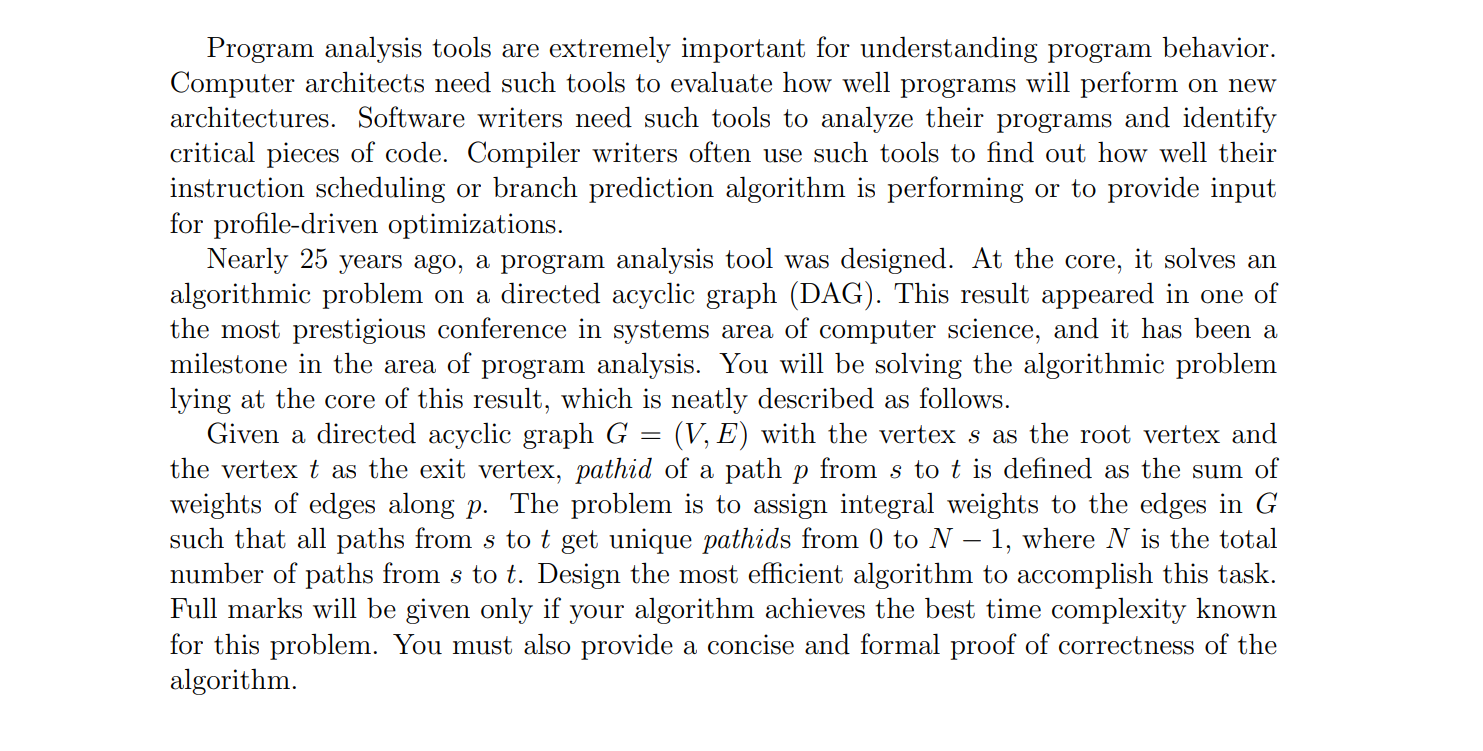 Program analysis tools are extremely important for understanding program behavior.
Computer architects need such tools to evaluate how well programs will perform on new
architectures. Software writers need such tools to analyze their programs and identify
critical pieces of code. Compiler writers often use such tools to find out how well their
instruction scheduling or branch prediction algorithm is performing or to provide input
for profile-driven optimizations.
Nearly 25 years ago, a program analysis tool was designed. At the core, it solves an
algorithmic problem on a directed acyclic graph (DAG). This result appeared in one of
the most prestigious conference in systems area of computer science, and it has been a
milestone in the area of program analysis. You will be solving the algorithmic problem
lying at the core of this result, which is neatly described as follows.
Given a directed acyclic graph G = (V, E) with the vertex s as the root vertex and
the vertex t as the exit vertex, pathid of a path p from s to t is defined as the sum of
weights of edges along p. The problem is to assign integral weights to the edges in G
such that all paths from s to t get unique pathids from 0 to N − 1, where N is the total
number of paths from s to t. Design the most efficient algorithm to accomplish this task.
Full marks will be given only if your algorithm achieves the best time complexity known
for this problem. You must also provide a concise and formal proof of correctness of the
algorithm.